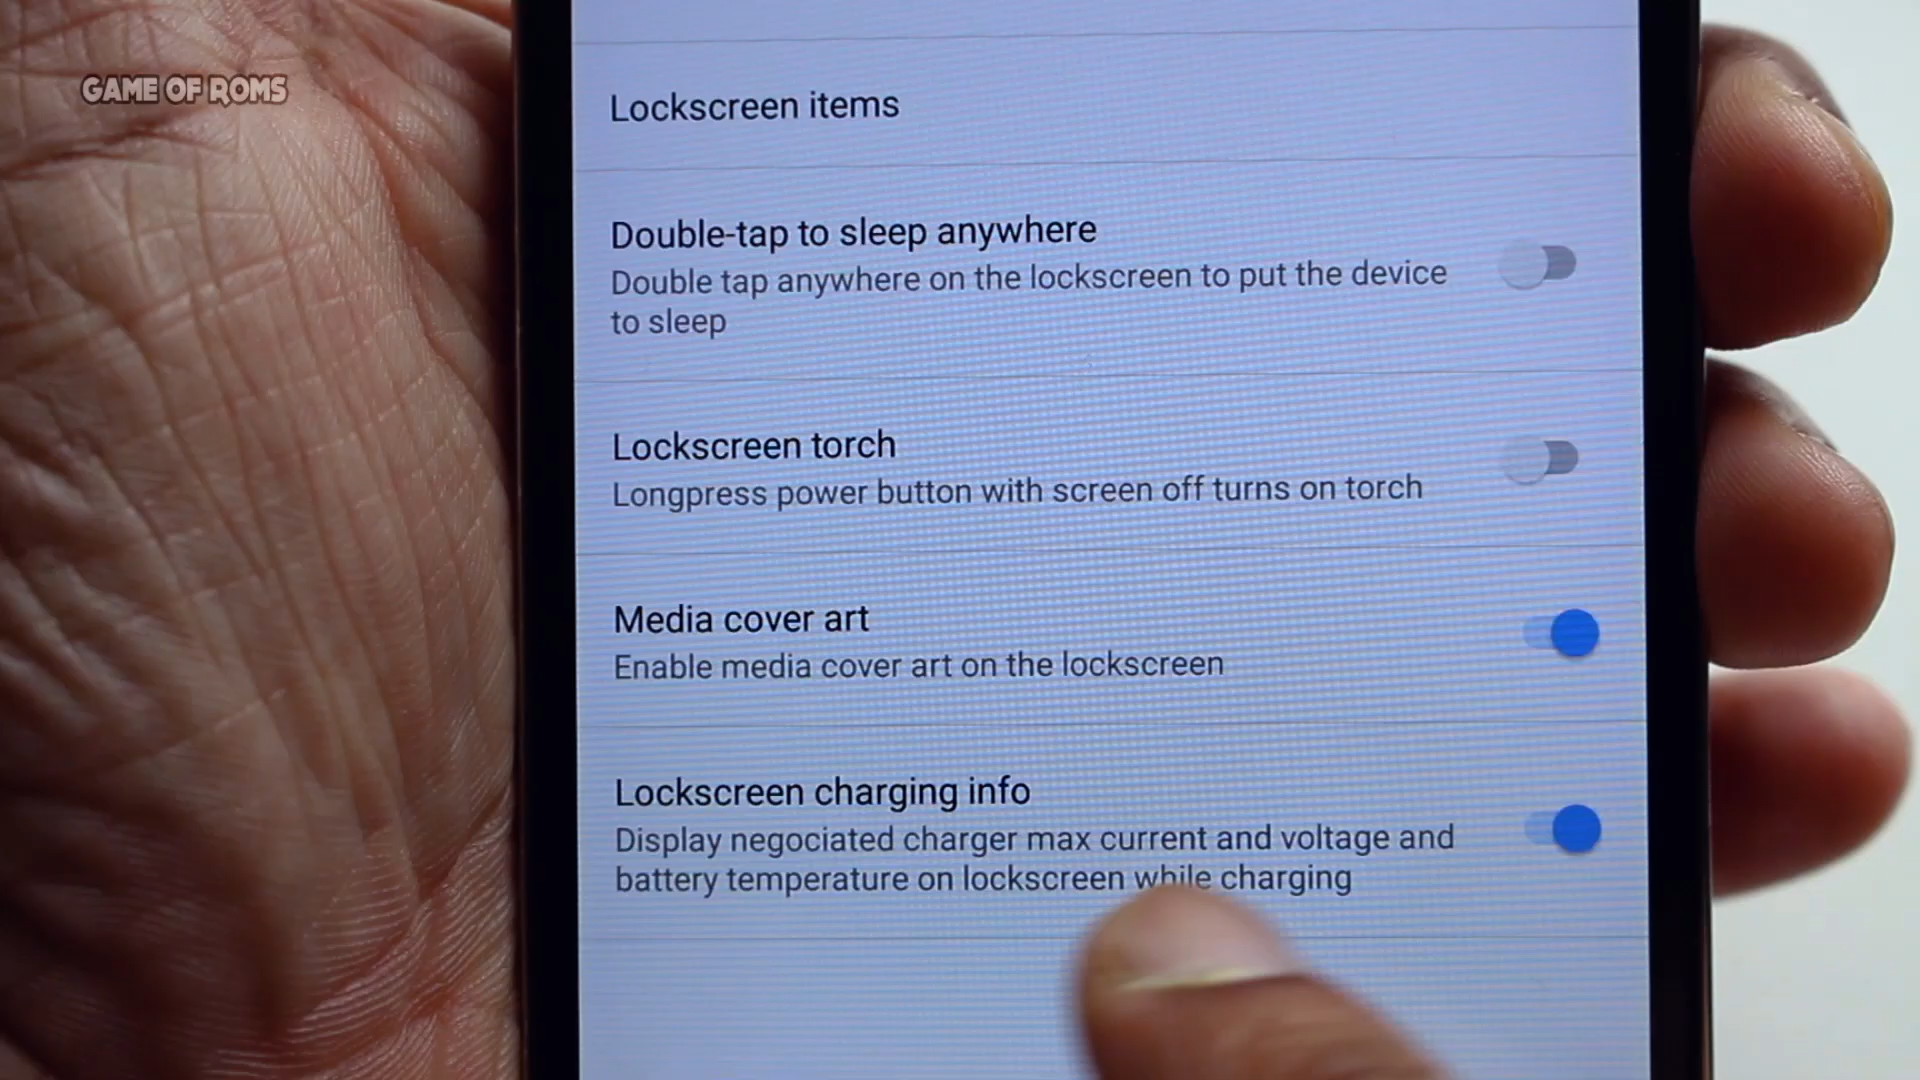 GAME OF ROMS
Lockscreen items
Double-tap to sleep anywhere
Double tap anywhere on the lockscreen to put the device
to sleep
Lockscreen torch
Longpress power button with screen off turns on torch
Media cover art
Enable media cover art on the lockscreen
Lockscreen charging info
Display negociated charger max current and voltage and
battery temperature on lockscreen while charging